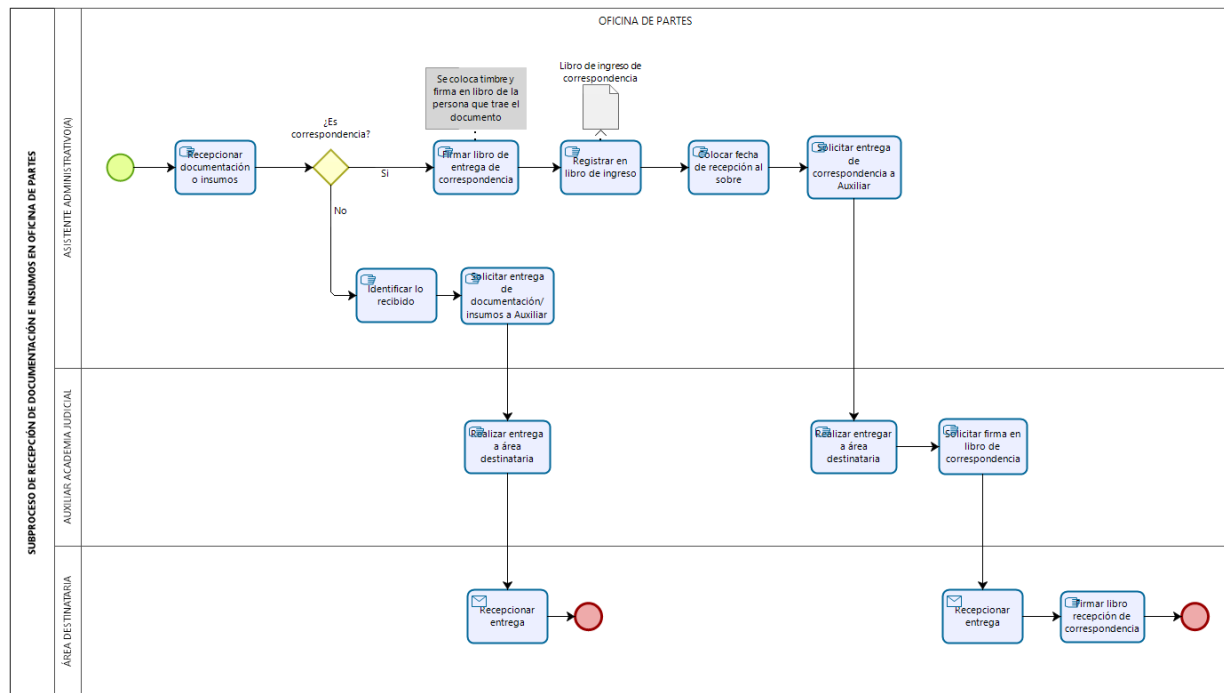 SUBPROCESO DE RECEPCIÓN DE DOCUMENTACIÓN E INSUMOS EN OFICINA DE PARTES
OFICINA DE PARTES
ASISTENTE ADMINISTRATIVO(A)
Recepcionar
documentación
o insumos
¿Es
correspondencia?
Si
No
Se coloca timbre y
firma en libro de la
persona que trae el
documento
Firmar libro de
entrega de
correspondencia
Libro de ingreso de
correspondencia
Registrar en
libro de ingreso
Colocar fecha
de recepción al
sobre
Solicitar entrega
de
correspondencia a
Auxiliar
Identificar lo
recibido
Solicitar entrega
de
documentación/
insumos a Auxiliar
AUXILIAR ACADEMIA JUDICIAL
Realizar entrega
a área
destinataria
Realizar entregar
a área
destinataria
Solicitar firma en
libro de
correspondencia
ÁREA DESTINATARIA
Recepcionar
entrega
Recepcionar
entrega
Firmar libro
recepción de
correspondencia